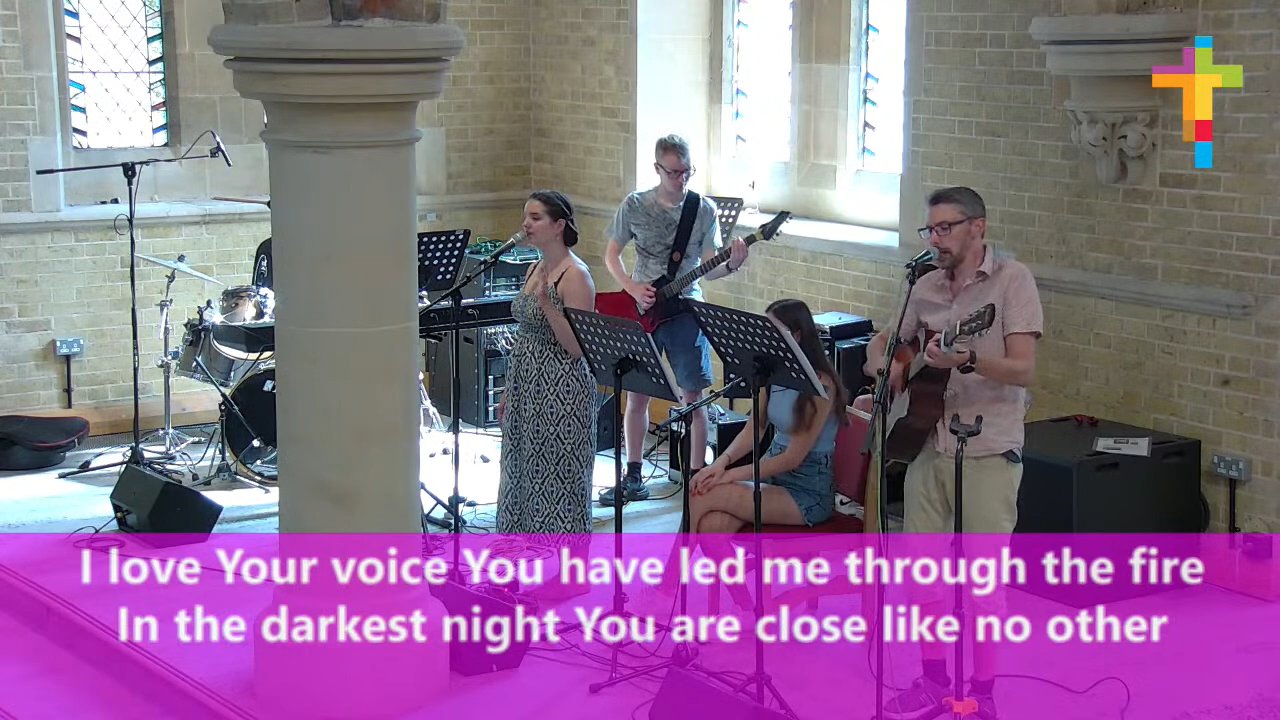 I love Your voice You have led me through the fire
In the darkest night You are close like no other